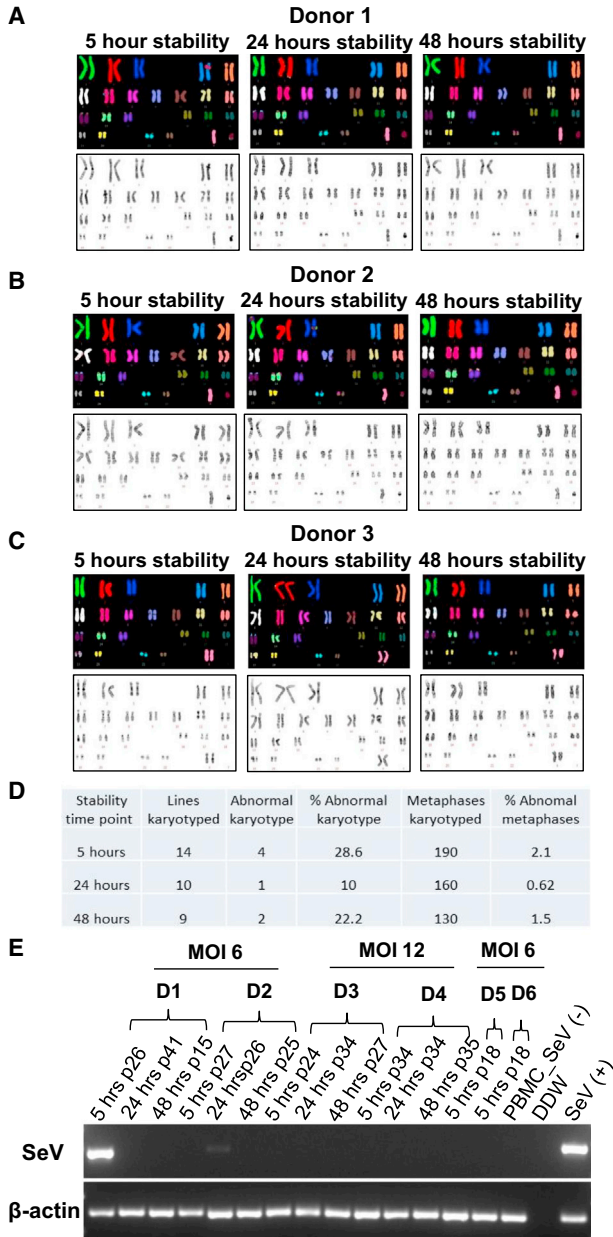 A
Donor 1
5 hour stability 24 hours stability 48 hours stability
B
Donor 2
5 hour stability 24 hours stability 48 hours stability
C
Donor 3
5 hours stability 24 hours stability 48 hours stability
D
Stability time point Lines karyotyped Abnormal karyotype % Abnormal karyotype Metaphases karyotyped % Abnomal metaphases
5 hours 14 4 28.6 190 2.1
24 hours 10 1 10 160 0.62
48 hours 9 2 22.2 130 1.5
E
MOI 6 MOI 12 MOI 6
D1 D2 D3 D4 D5 D6
5 hrs p26
24 hrs p41
48 hrs p15
5 hrs p27
24 hrsp26
48 hrs p25
5 hrs p24
24 hrs p34
48 hrs p27
5 hrs p34
24 hrs p34
48 hrs p35
5 hrs p18
5 hrs p18
PBMC_SeV (-)
DDW
SeV (+)
SeV
β-actin